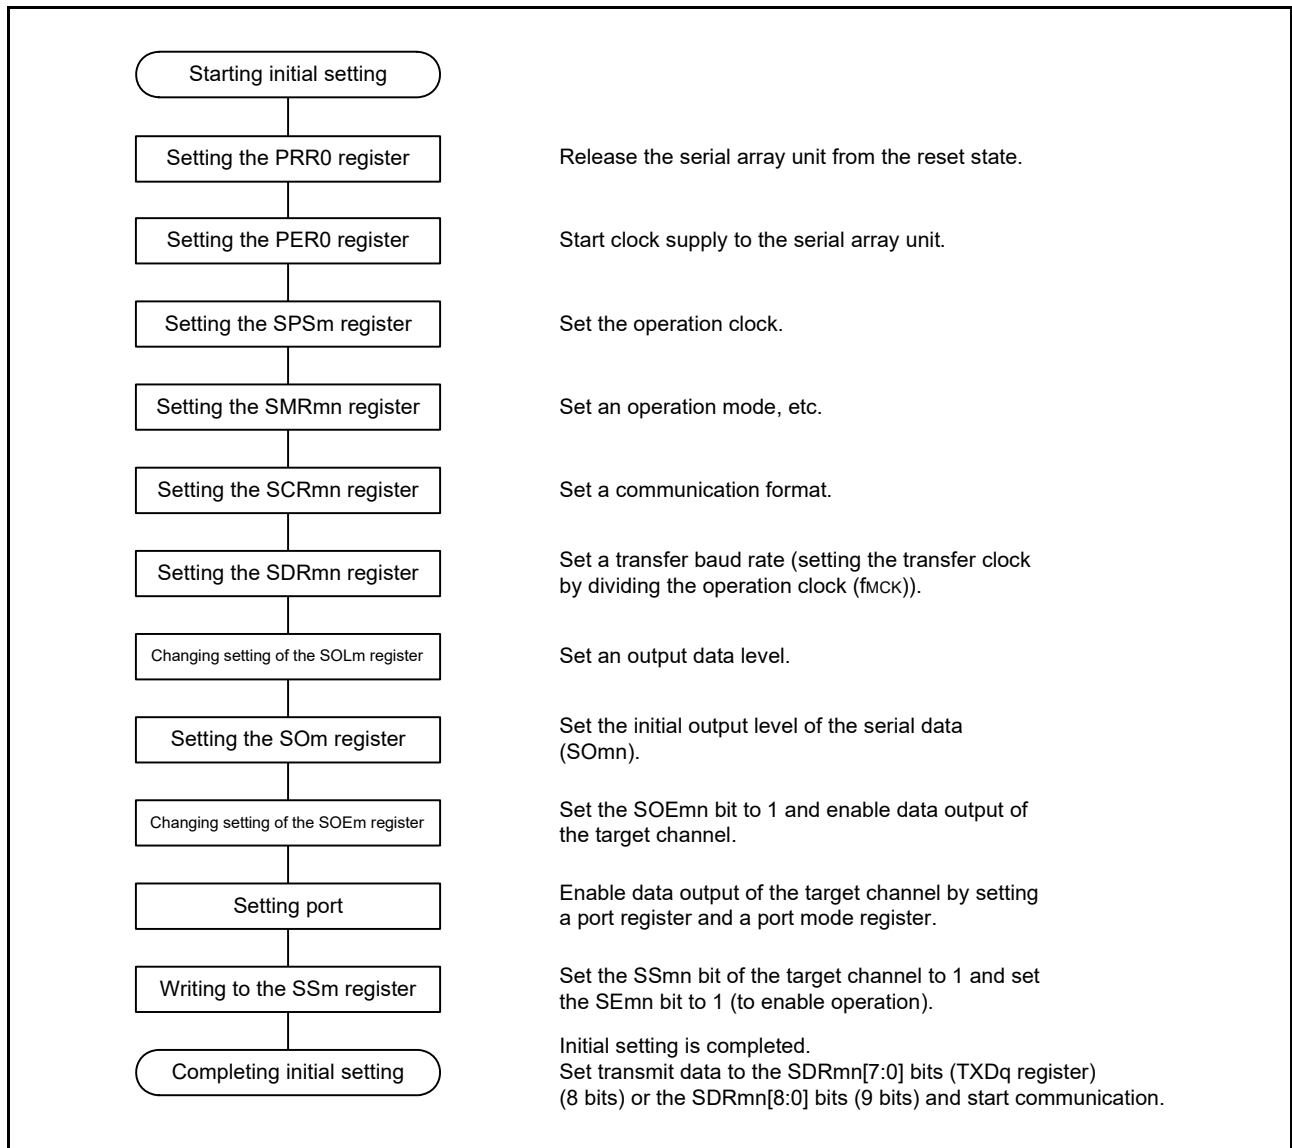 Starting initial setting
Setting the PRR0 register
Release the serial array unit from the reset state.
Setting the PER0 register
Start clock supply to the serial array unit.
Setting the SPSm register
Set the operation clock.
Setting the SMRmn register
Set an operation mode, etc.
Setting the SCRmn register
Set a communication format.
Setting the SDRmn register
Set a transfer baud rate (setting the transfer clock
by dividing the operation clock (fMCK)).
Changing setting of the SOLm register
Set an output data level.
Setting the SOm register
Set the initial output level of the serial data
(SOmn).
Changing setting of the SOEm register
Set the SOEmn bit to 1 and enable data output of
the target channel.
Setting port
Enable data output of the target channel by setting
a port register and a port mode register.
Writing to the SSm register
Set the SSmn bit of the target channel to 1 and set
the SEmn bit to 1 (to enable operation).
Completing initial setting
Initial setting is completed.
Set transmit data to the SDRmn[7:0] bits (TXDq register)
(8 bits) or the SDRmn[8:0] bits (9 bits) and start communication.